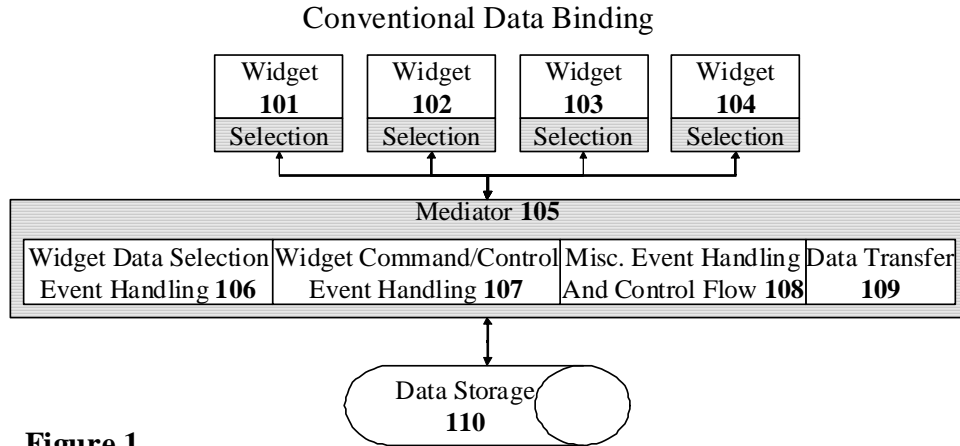 Conventional Data Binding
Widget
101
Selection
Widget
102
Selection
Widget
103
Selection
Widget
104
Selection
Mediator 105
Widget Data Selection
Event Handling 106
Widget Command/Control
Event Handling 107
Misc. Event Handling
And Control Flow 108
Data Transfer
109
Data Storage
110
Figure 1